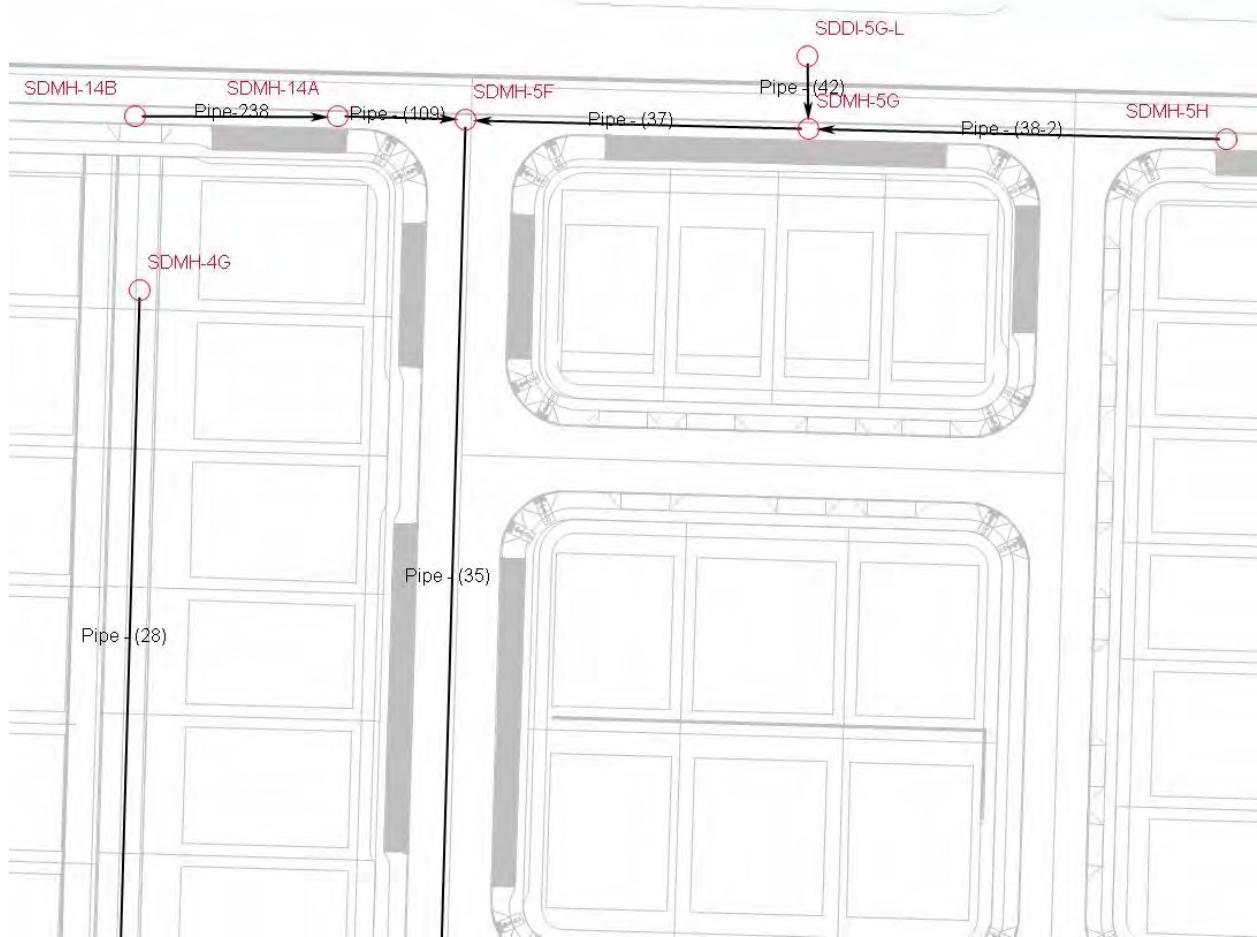 SDDI-5G-L
SDMH-14B
SDMH-14A
Pipe - (42)
SDMH-5F
SDMH-5G
SDMH-5H
Pipe-238
Pipe - (109)
Pipe - (37)
Pipe - (38-2)
SDMH-4G
Pipe - (35)
Pipe - (28)